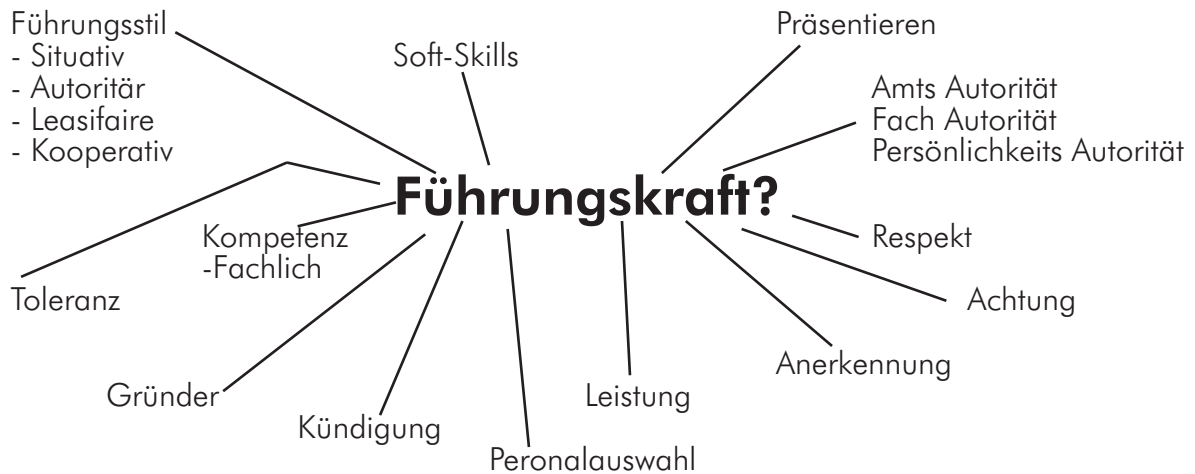 Führungsstil
- Situativ
- Autoritär
- Leasifaire
- Kooperativ
Soft-Skills
Präsentieren
Amts Autorität
Fach Autorität
Persönlichkeits Autorität
Führungskraft?
Kompetenz
-Fachlich
Respekt
Toleranz
Achtung
Anerkennung
Gründer
Leistung
Kündigung
Peronalauswahl